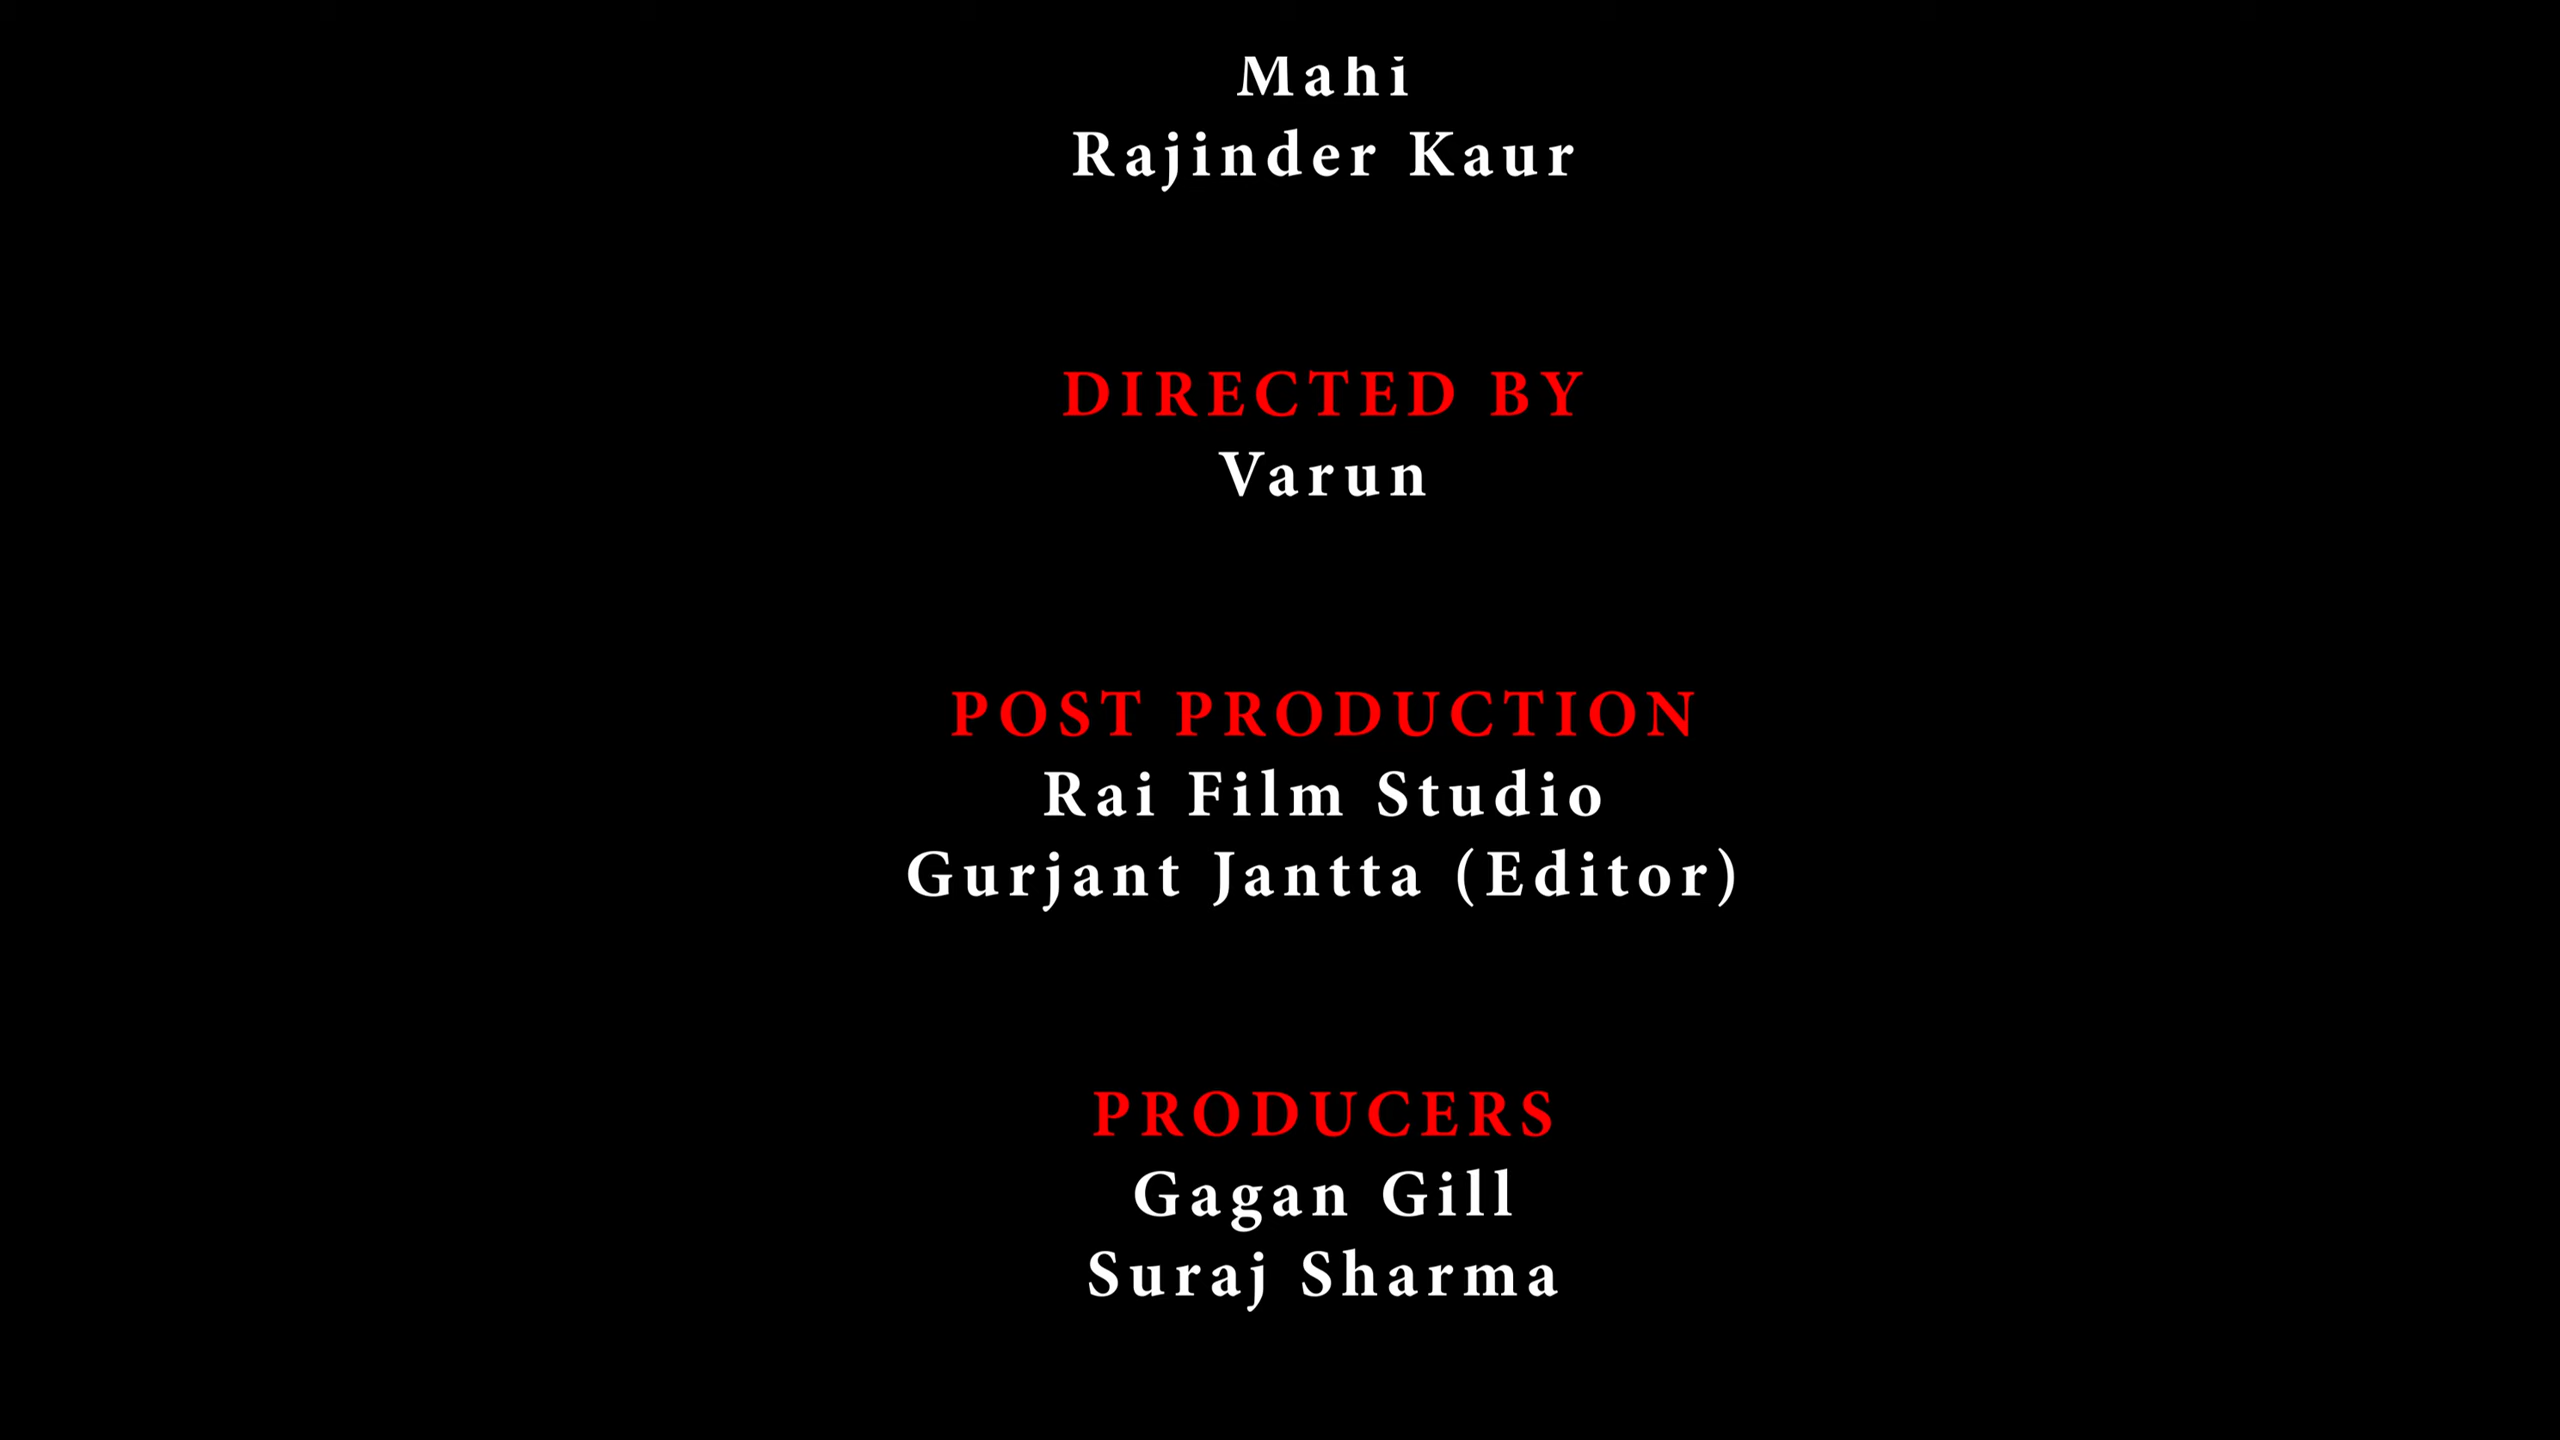 Mahi
Rajinder Kaur
DIRECTED BY
Varun
POST PRODUCTION
Rai Film Studio
Gurjant Jantta (Editor)
PRODUCERS
Gagan Gill
Suraj Sharma